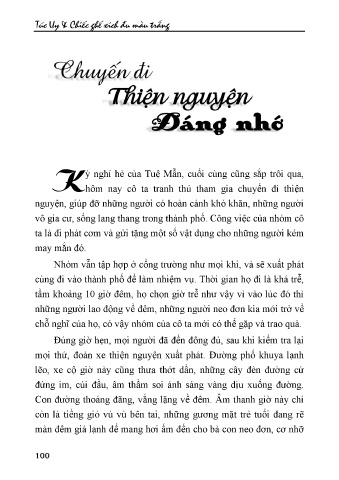 Túc Uy & Chiếc ghế xích đu màu trắng
Chuyến đi
Thiện nguyện
Đáng nhớ
Kỳ nghỉ hè của Tuệ Mẫn, cuối cùng cũng sắp trôi qua,
hôm nay cô ta tranh thủ tham gia chuyến đi thiện
nguyện, giúp đỡ những người có hoàn cảnh khó khăn, những người
vô gia cư, sống lang thang trong thành phố. Công việc của nhóm cô
ta là đi phát cơm và gửi tặng một số vật dụng cho những người kém
may mắn đó.
Nhóm vẫn tập hợp ở cổng trường như mọi khi, và sẽ xuất phát
cùng đi vào thành phố để làm nhiệm vụ. Thời gian họ đi là khá trễ,
tầm khoảng 10 giờ đêm, họ chọn giờ trễ như vậy vì vào lúc đó thì
những người lao động về đêm, những người neo đơn kia mới trở về
chỗ nghĩ của họ, có vậy nhóm của cô ta mới có thể gặp và trao quà.
Đúng giờ hẹn, mọi người đã đến đông đủ, sau khi kiểm tra lại
mọi thứ, đoàn xe thiện nguyện xuất phát. Đường phố khuya lạnh
lẽo, xe cộ giờ này cũng thưa thớt dần, những cây đèn đường cứ
đứng im, cúi đầu, âm thầm soi ánh sáng vàng dịu xuống đường.
Con đường thoáng đãng, vắng lặng về đêm. Âm thanh giờ này chỉ
còn là tiếng gió vù vù bên tai, những gương mặt trẻ tuổi đang rẽ
màn đêm giá lạnh để mang hơi ấm đến cho bà con neo đơn, cơ nhỡ
100